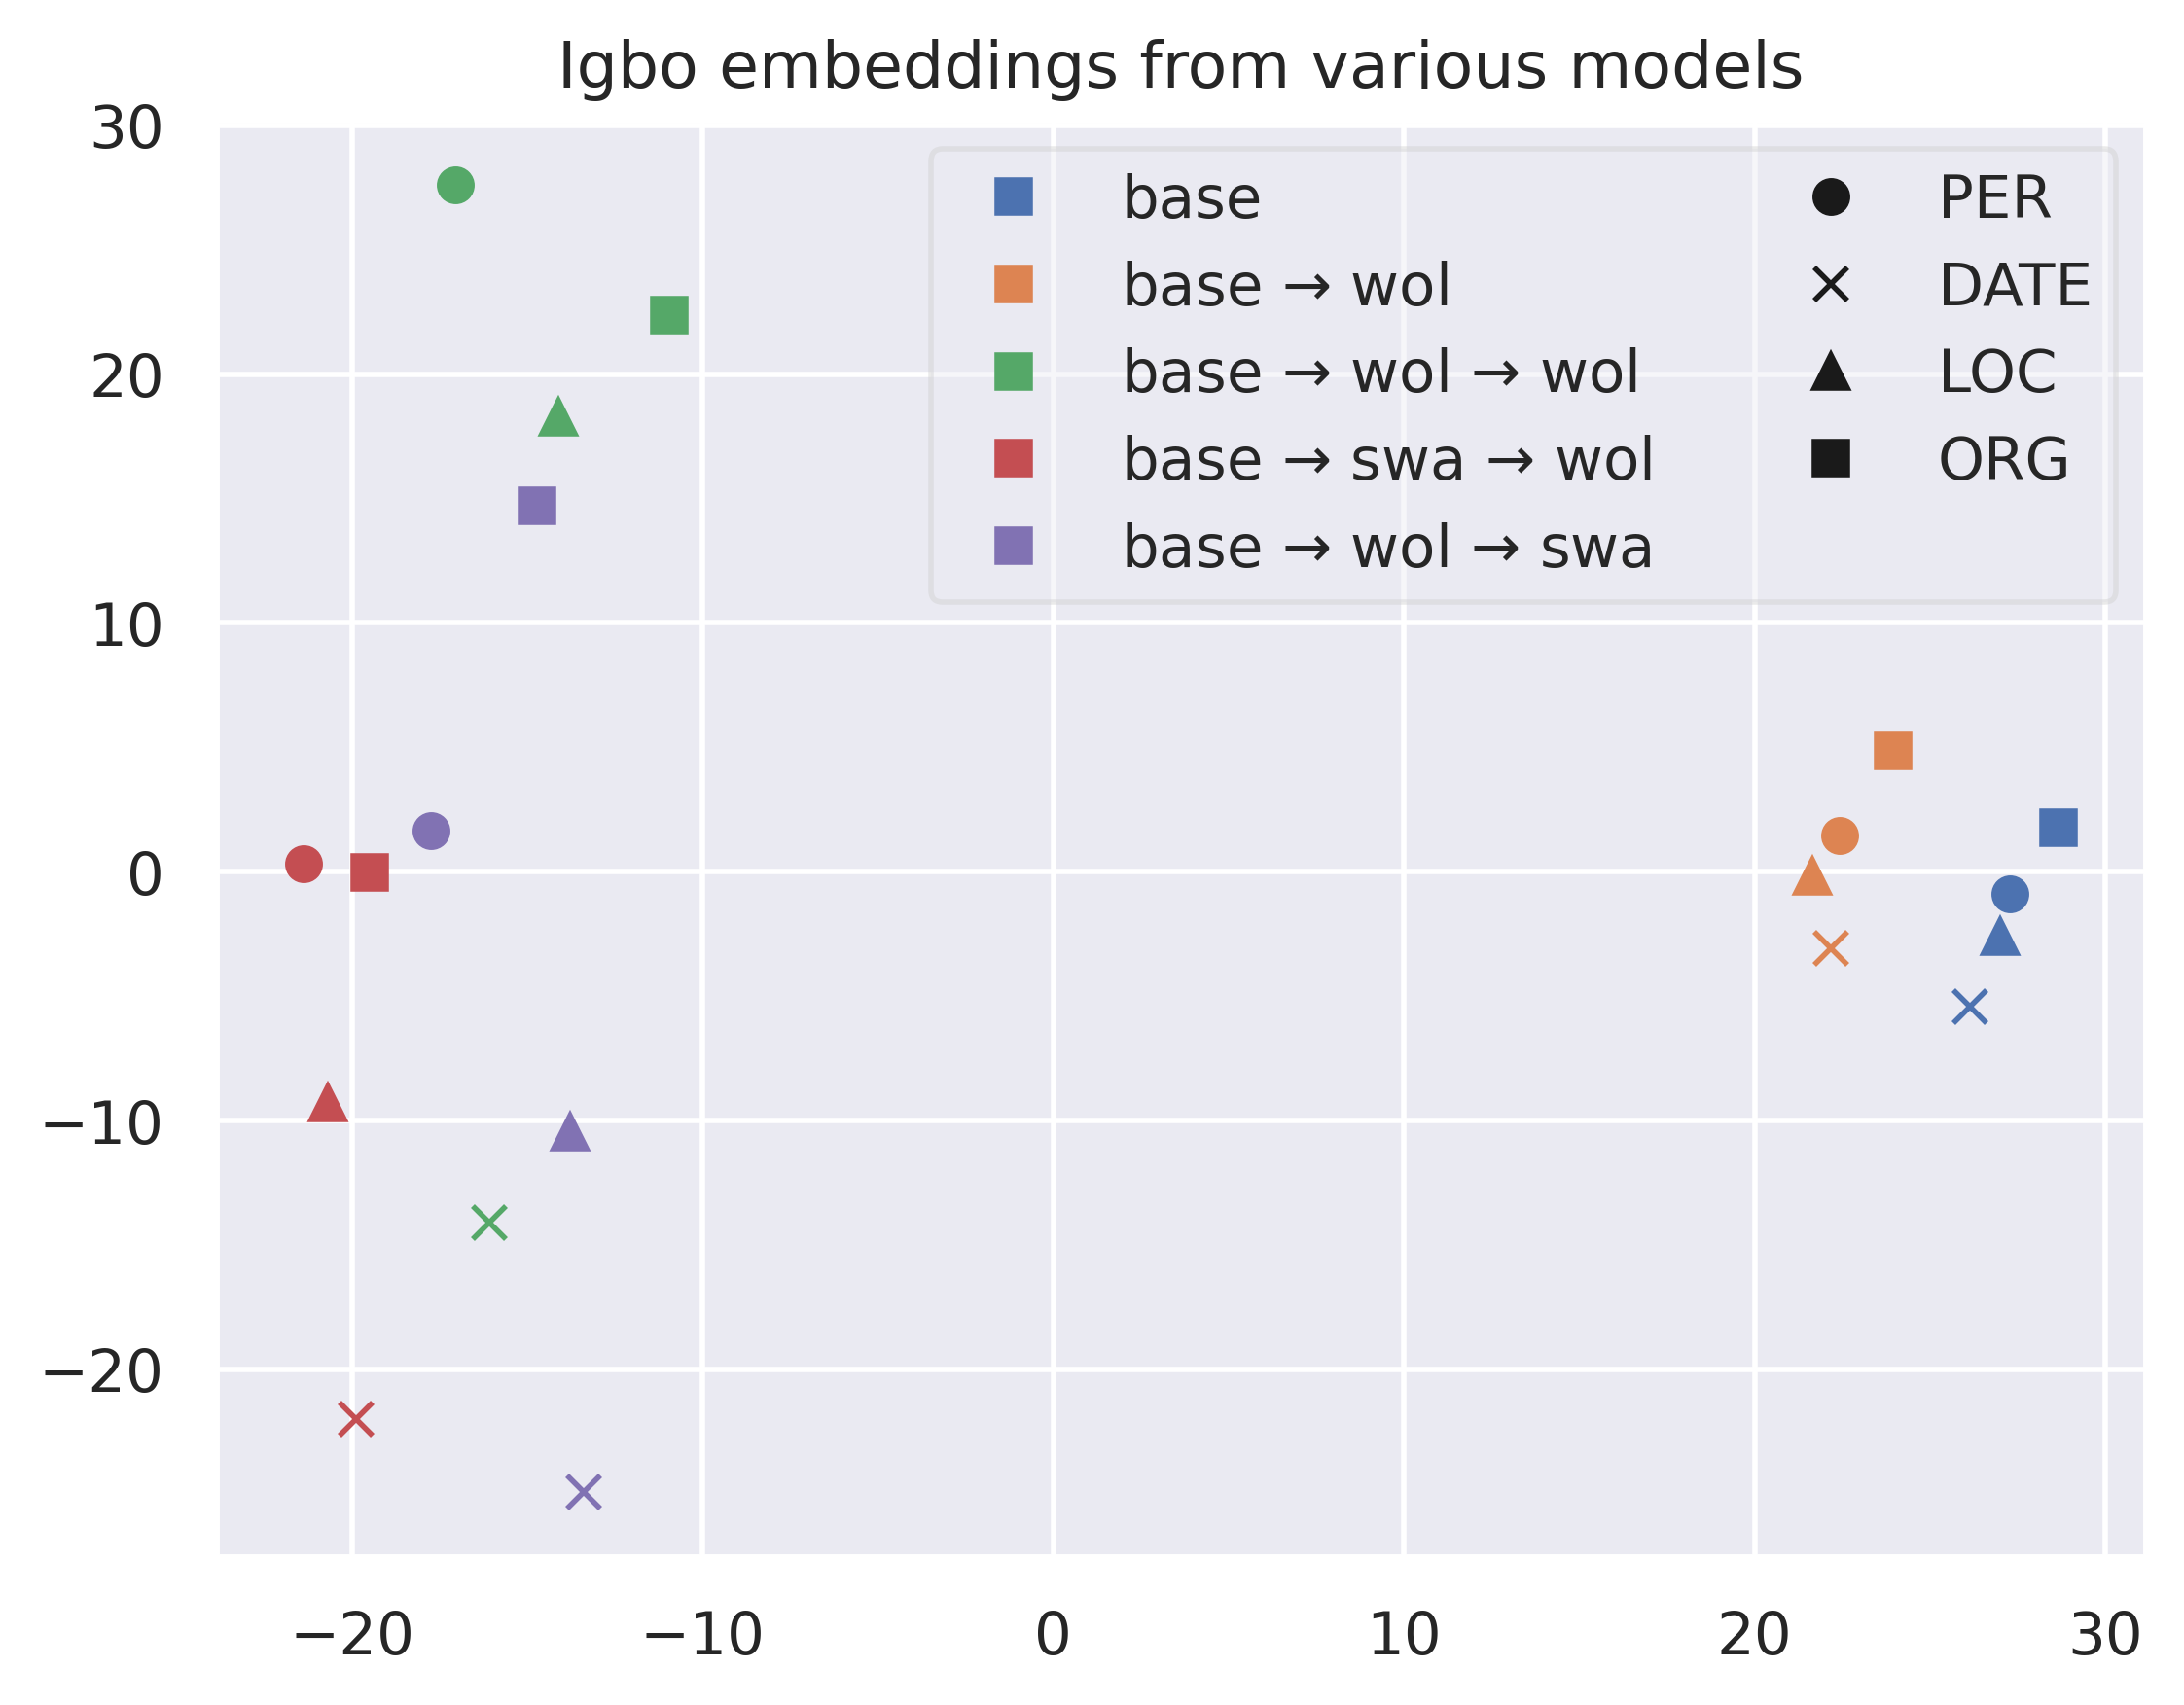 Igbo embeddings from various models
30
20
10
0
−10
−20
−20
−10
0
10
20
30
base
base → wol
base → wol → wol
base → swa → wol
base → wol → swa
PER
DATE
LOC
ORG